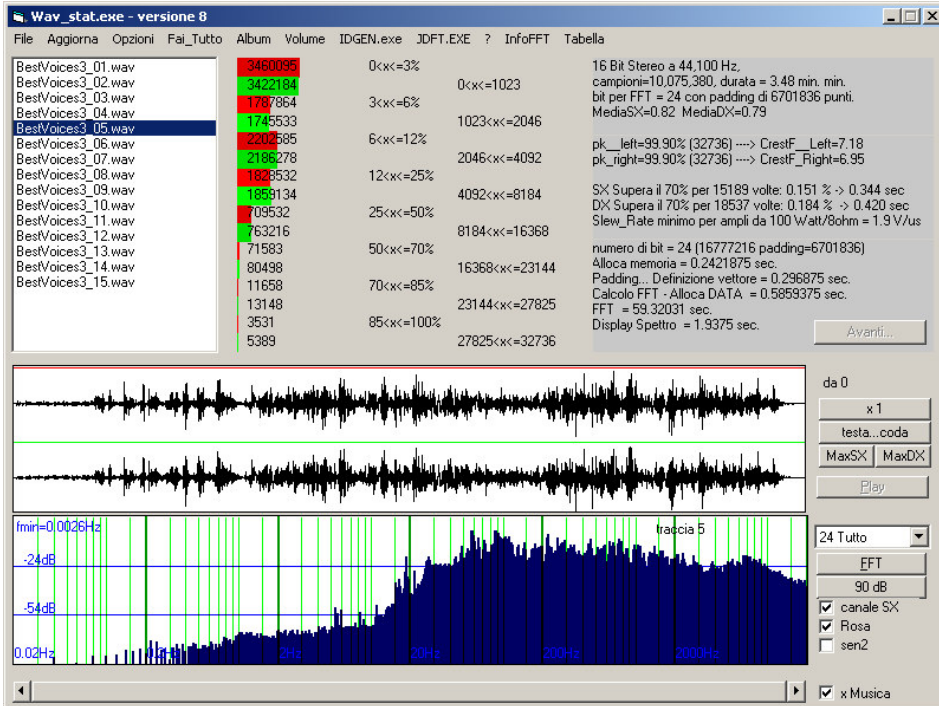 Wav_stat.exe - versione 8
File Aggiorna Opzioni Fai_Tutto Album Volume IDGEN.exe JDFT.EXE ? InfoFFT Tabella
BestVoices3_01.wav
BestVoices3_02.wav
BestVoices3_03.wav
BestVoices3_04.wav
BestVoices3_05.wav
BestVoices3_06.wav
BestVoices3_07.wav
BestVoices3_08.wav
BestVoices3_09.wav
BestVoices3_10.wav
BestVoices3_11.wav
BestVoices3_12.wav
BestVoices3_13.wav
BestVoices3_14.wav
BestVoices3_15.wav
3460095 0<x<=3%
3422184 0<x<=1023
1787864 3<x<=6%
1745533 1023<x<=2046
2202585 6<x<=12%
2186278 2046<x<=4092
1828532 12<x<=25%
1859134 4092<x<=8184
709532 25<x<=50%
763216 8184<x<=16368
71583 50<x<=70%
80498 16368<x<=23144
11658 70<x<=85%
13148 23144<x<=27825
3531 85<x<=100%
5389 27825<x<=32736
16 Bit Stereo a 44,100 Hz,
campioni=10,075,380, durata = 3.48 min. min.
bit per FFT = 24 con padding di 6701836 punti.
MediaSX=0.82 MediaDX=0.79
pk__left=99.90% (32736) ----> CrestF__Left=7.18
pk_right=99.90% (32736) ----> CrestF_Right=6.95
SX Supera il 70% per 15189 volte: 0.151 % -> 0.344 sec
DX Supera il 70% per 18537 volte: 0.184 % -> 0.420 sec
Slew_Rate minimo per ampli da 100 Watt/8ohm = 1.9 V/us
numero di bit = 24 (16777216 padding=6701836)
Alloca memoria = 0.2421875 sec.
Padding... Definizione vettore = 0.296875 sec.
Calcolo FFT - Alloca DATA = 0.5859375 sec.
FFT = 59.32031 sec.
Display Spettro = 1.9375 sec.
Avanti...
da 0
x 1
testa...coda
MaxSX MaxDX
Play
fmin=0.0026Hz
traccia 5
-24dB
-54dB
0.02Hz 0.2Hz 2Hz 20Hz 200Hz 2000Hz
24 Tutto
FFT
90 dB
canale SX
Rosa
sen2
x Musica